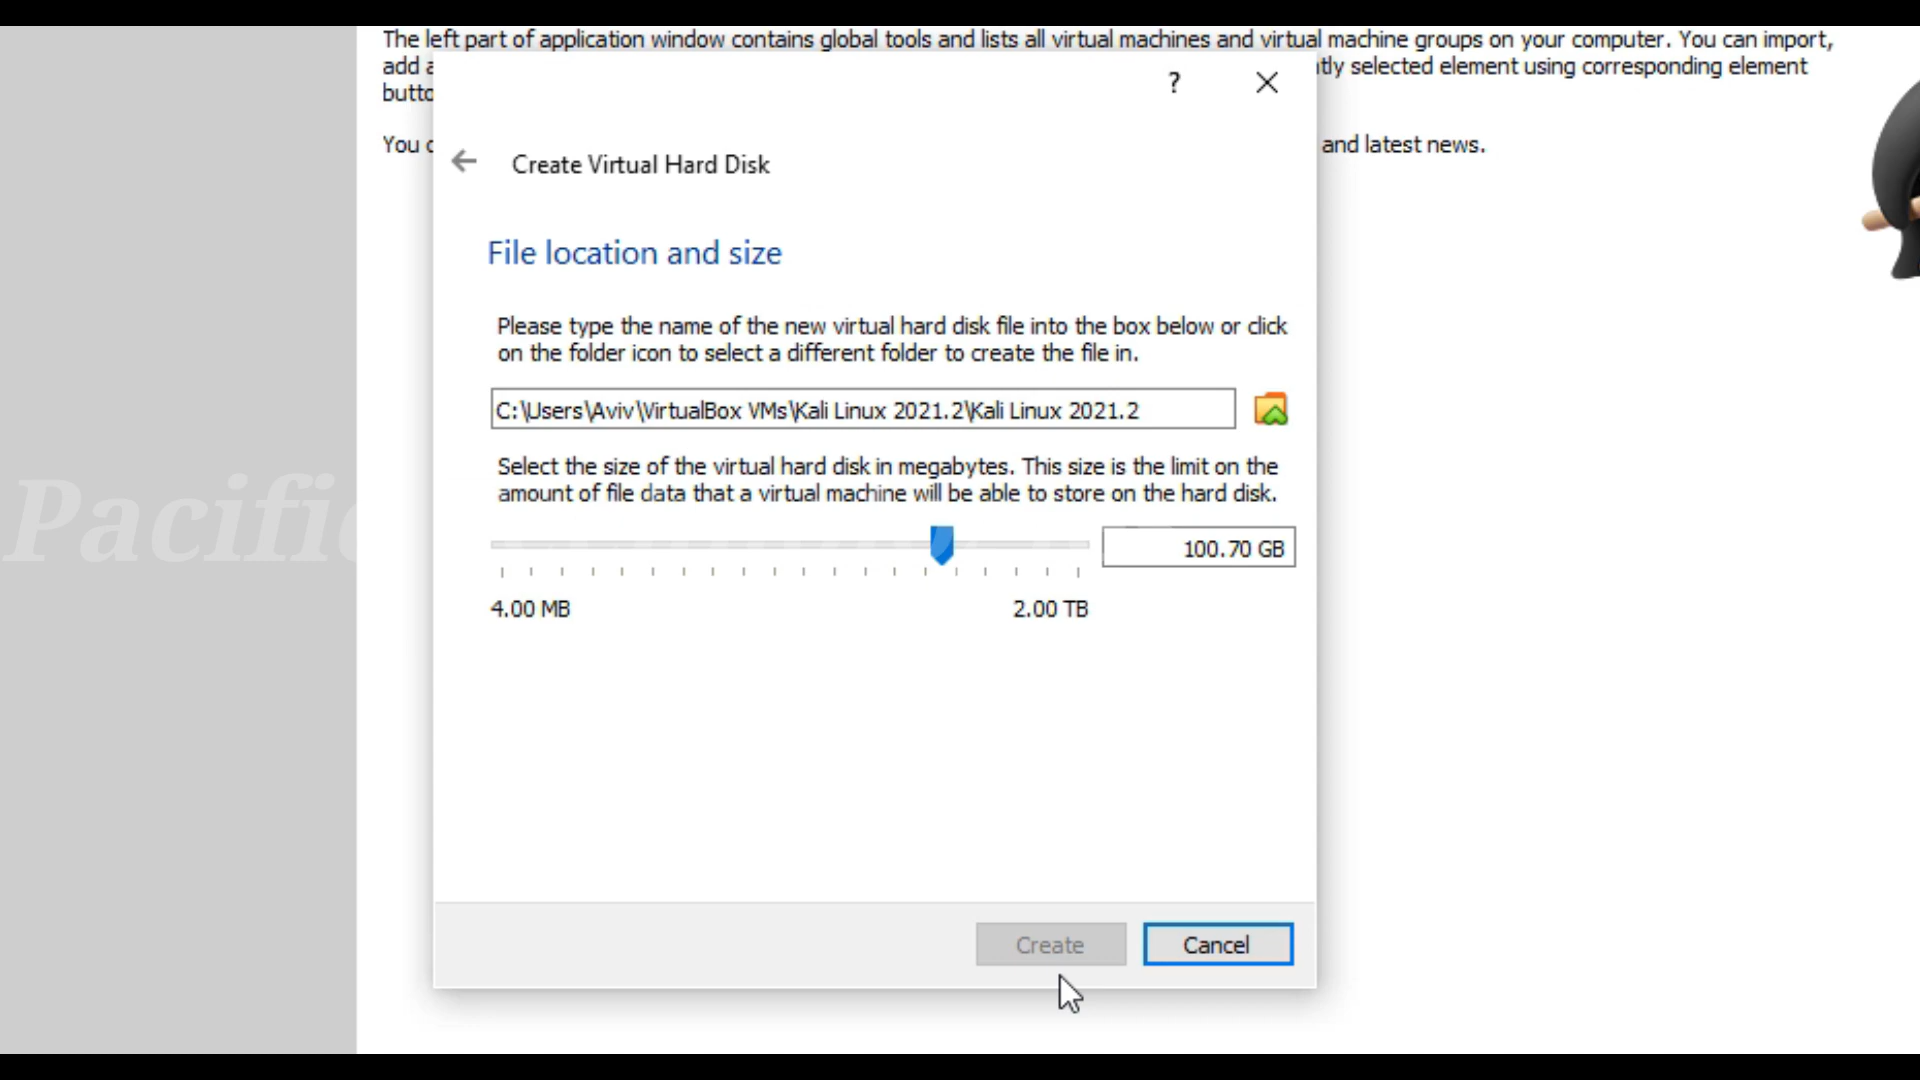 The left part of application window contains global tools and lists all virtual machines and virtual machine groups on your computer. You can import,
add
tly selected element using corresponding element
You
and latest news.
?
Create Virtual Hard Disk
File location and size
Please type the name of the new virtual hard disk file into the box below or click
on the folder icon to select a different folder to create the file in.
C:\Users\Aviv\VirtualBox VMs\Kali Linux 2021.2\Kali Linux 2021.2
Select the size of the virtual hard disk in megabytes. This size is the limit on the
amount of file data that a virtual machine will be able to store on the hard disk.
Pacific
100.70 GB
4.00 MB 2.00 TB
Create Cancel